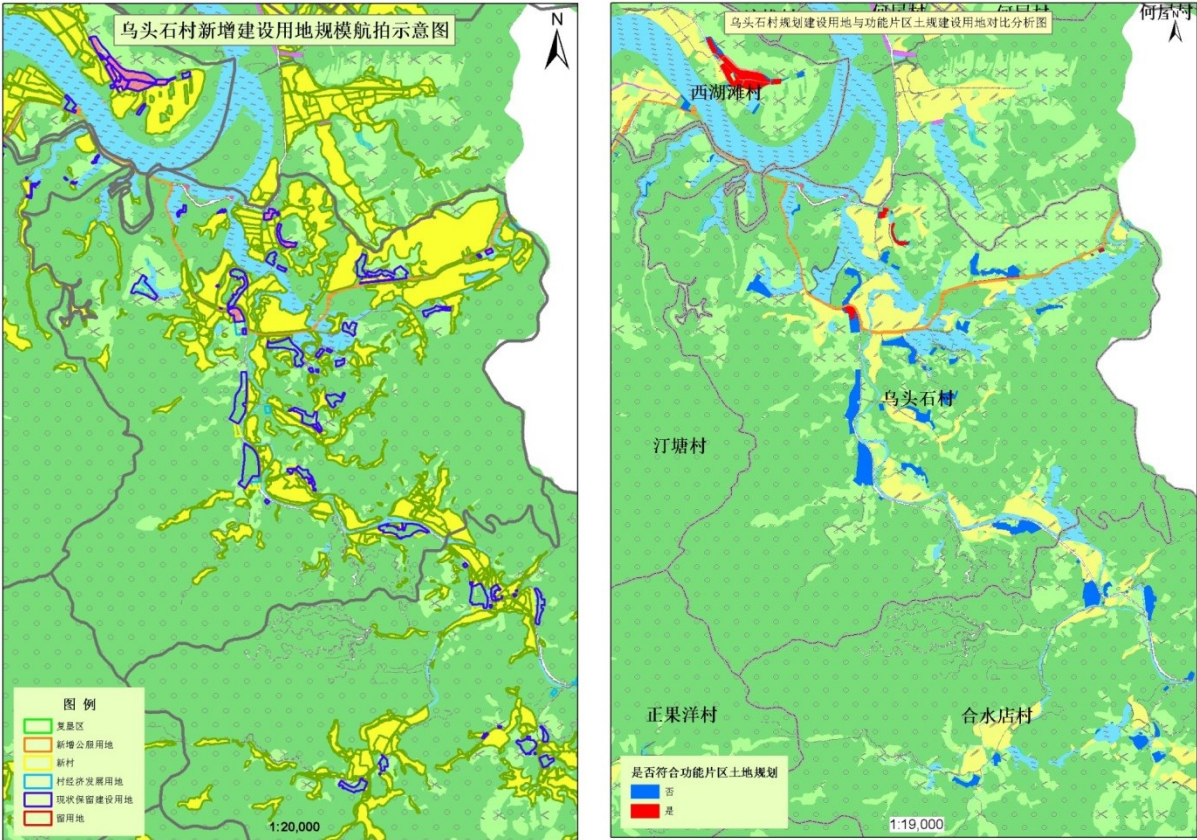 乌头石村新增建设用地规模航拍示意图
N
图 例
复垦区
新增公服用地
新村
村经济发展用地
现状保留建设用地
留用地
1:20,000
乌头石村规划建设用地与功能片区土规建设用地对比分析图
何屋村
N
西湖滩村
乌头石村
汀塘村
正果洋村
合水店村
是否符合功能片区土地规划
否
是
1:19,000